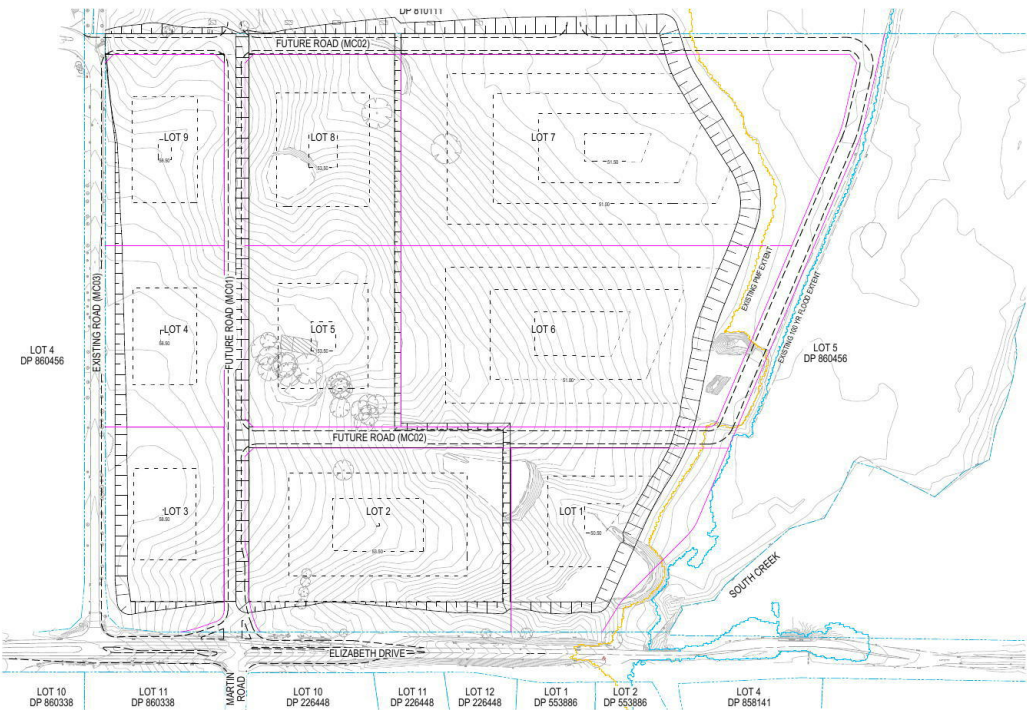 DP 810111
FUTURE ROAD (MC02)
LOT 9
LOT 8
LOT 7
51.80
EXISTING ROAD (MC03)
FUTURE ROAD (MC01)
EXISTING PMF EXTENT
EXISTING 100 YR FLOOD EXTENT
LOT 4
DP 860456
LOT 4
LOT 5
LOT 6
51.80
LOT 5
DP 860456
FUTURE ROAD (MC02)
LOT 3
LOT 2
LOT 1
SOUTH CREEK
ELIZABETH DRIVE
MARTIN
ROAD
LOT 10
DP 860338
LOT 11
DP 860338
LOT 10
DP 226448
LOT 11
DP 226448
LOT 12
DP 226448
LOT 1
DP 553886
LOT 2
DP 553886
LOT 4
DP 858141